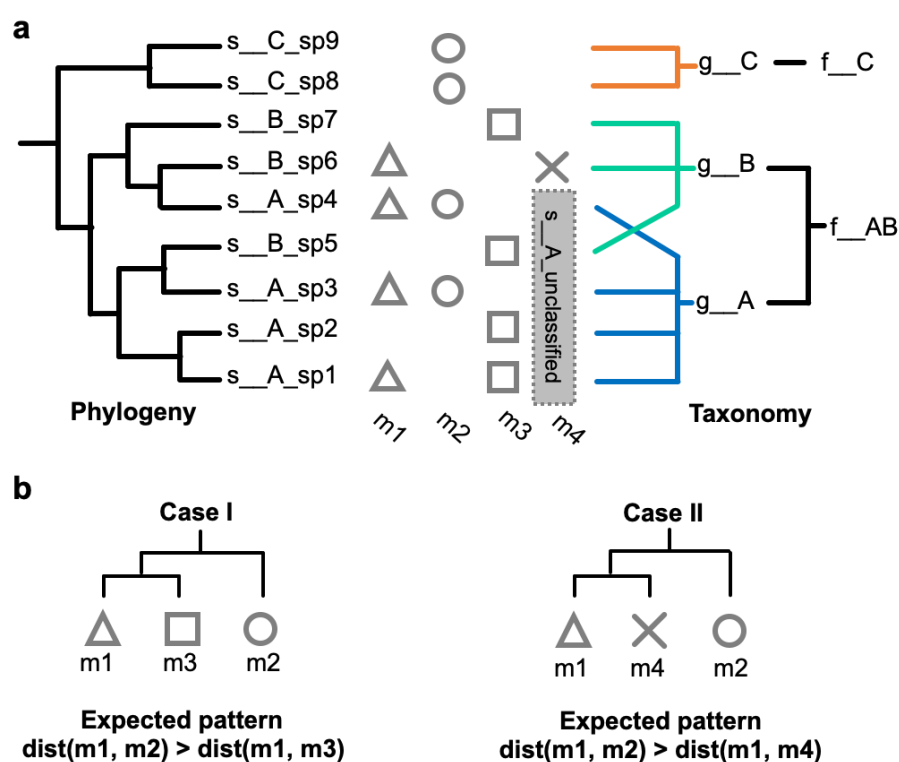 a
s__C_sp9
g__C
f__C
s__C_sp8
s__B_sp7
s__B_sp6
g__B
s__A_sp4
f__AB
s__B_sp5
s__A_unclassified
s__A_sp3
g__A
s__A_sp2
s__A_sp1
Phylogeny
m1
m2
m3
m4
Taxonomy
b
Case I
m1
m3
m2
Expected pattern
dist(m1, m2) > dist(m1, m3)
Case II
m1
m4
m2
Expected pattern
dist(m1, m2) > dist(m1, m4)